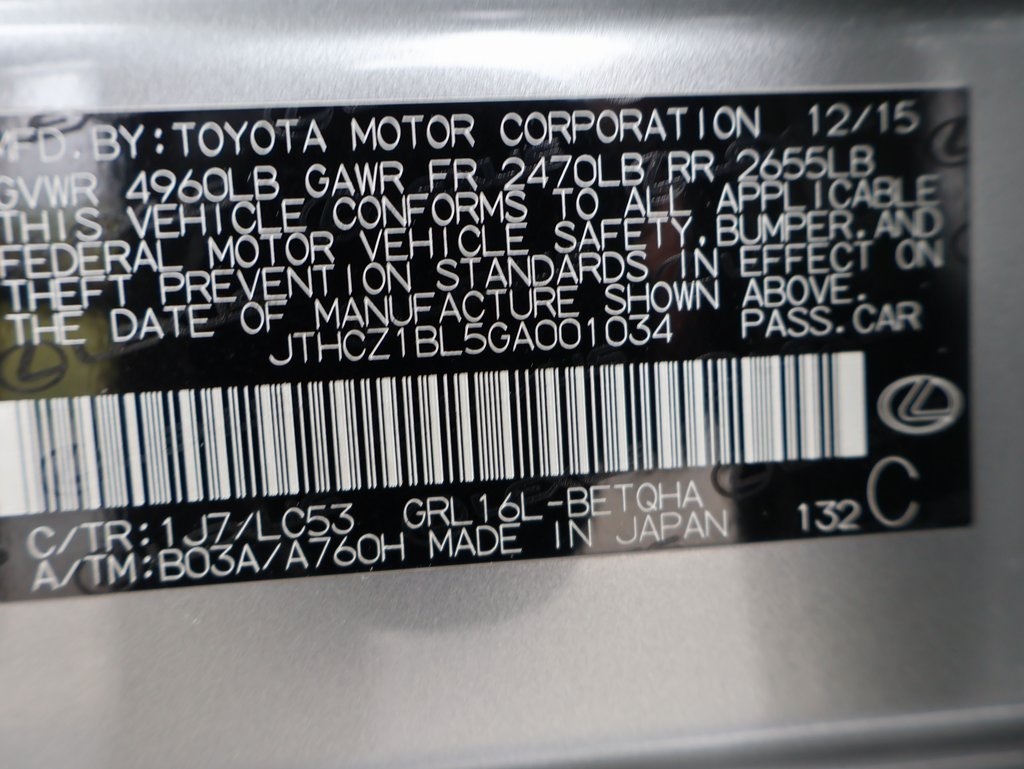 MFD. BY: TOYOTA MOTOR CORPORATION 12/15
GVWR 4960LB GAWR FR 2470LB RR 2655LB
THIS VEHICLE CONFORMS TO ALL APPLICABLE
FEDERAL MOTOR VEHICLE SAFETY, BUMPER, AND
THEFT PREVENTION STANDARDS IN EFFECT ON
THE DATE OF MANUFACTURE SHOWN ABOVE.
JTHCZ1BL5GA001034 PASS. CAR
C/TR: 1J7/LC53 GRL16L-BETQHA
A/TM: B03A/A760H MADE IN JAPAN 132 C